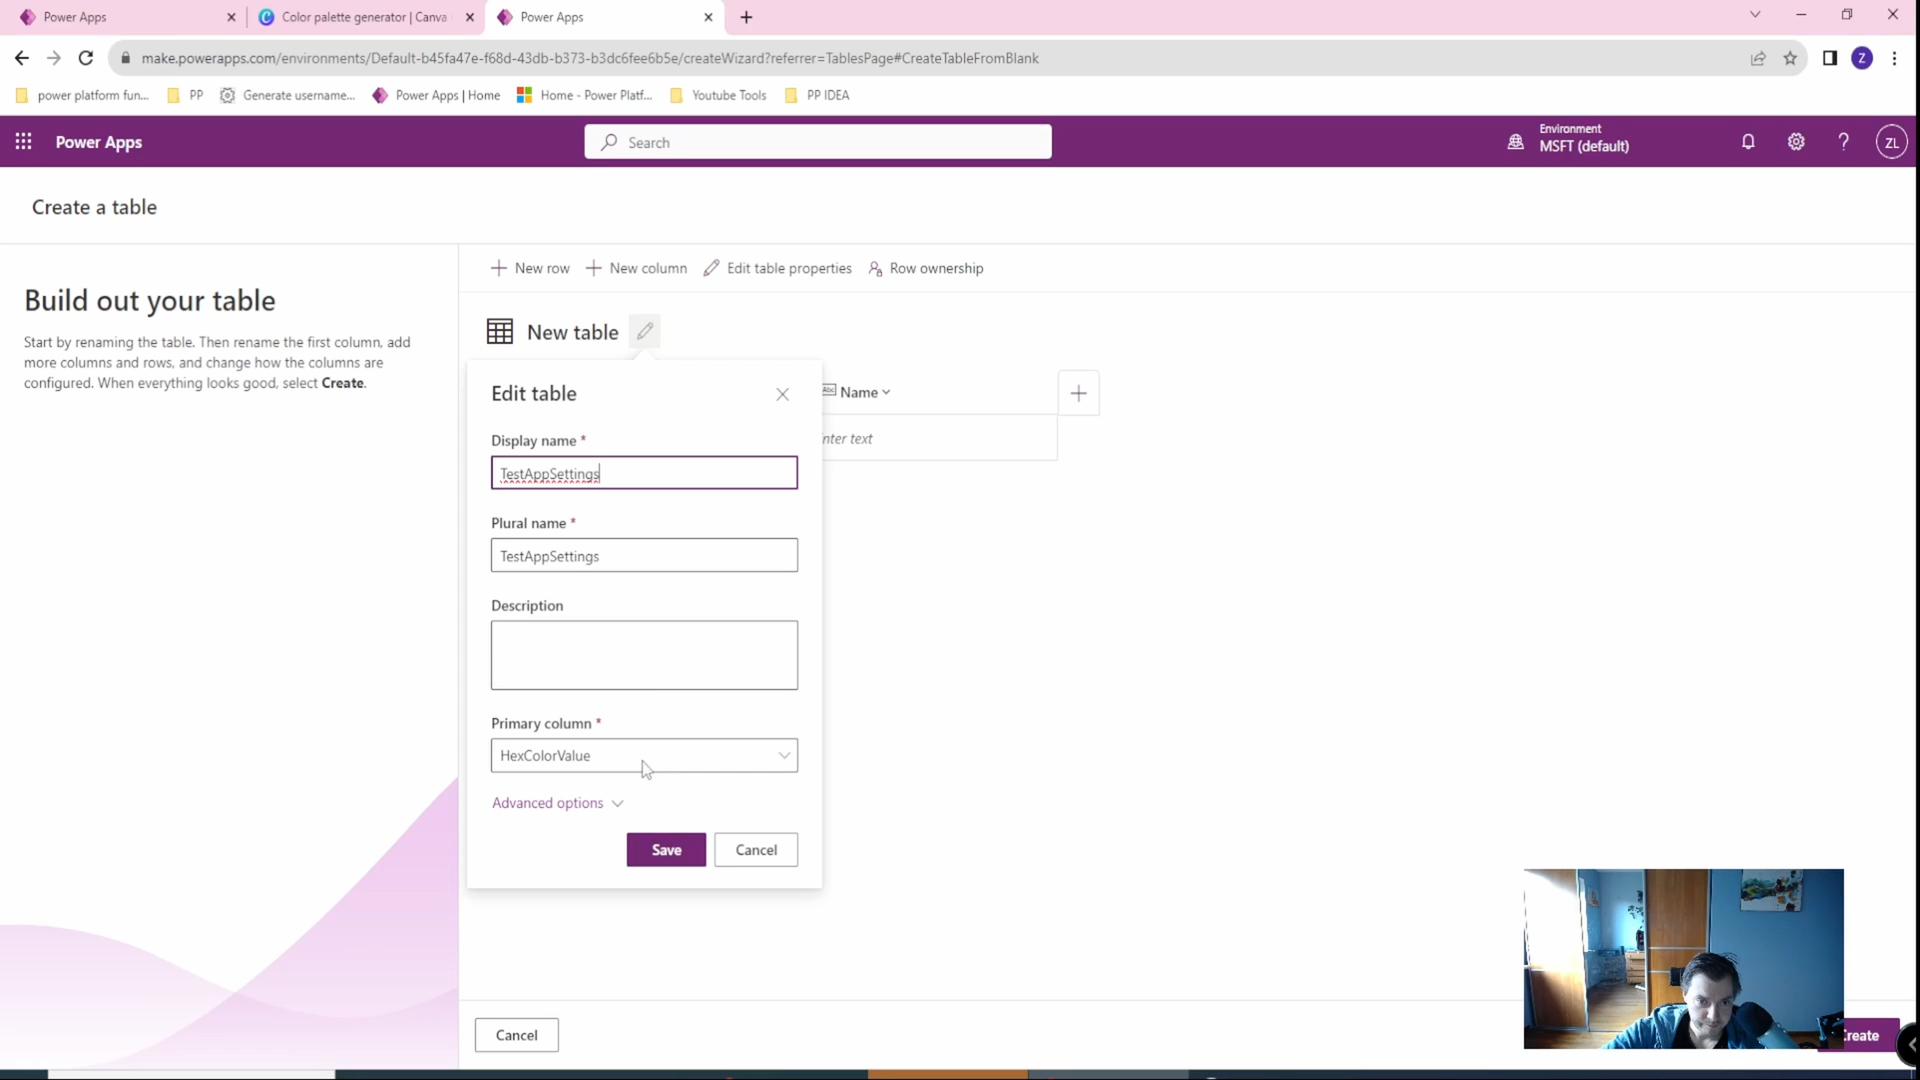 Power Apps
Color palette generator | Canva
Power Apps
make.powerapps.com/environments/Default-b45fa47e-f68d-43db-b373-b3dc6fee6b5e/createWizard?referrer=TablesPage#CreateTableFromBlank
Z
power platform fun...
PP
Generate username...
Power Apps | Home
Home - Power Platf...
Youtube Tools
PP IDEA
Power Apps
Search
Environment
MSFT (default)
ZL
Create a table
New row
New column
Edit table properties
Row ownership
Build out your table
Start by renaming the table. Then rename the first column, add
more columns and rows, and change how the columns are
configured. When everything looks good, select Create.
New table
Edit table
Abc Name
nter text
Display name *
TestAppSettings
Plural name *
TestAppSettings
Description
Primary column *
HexColorValue
Advanced options
Save
Cancel
Cancel
reate